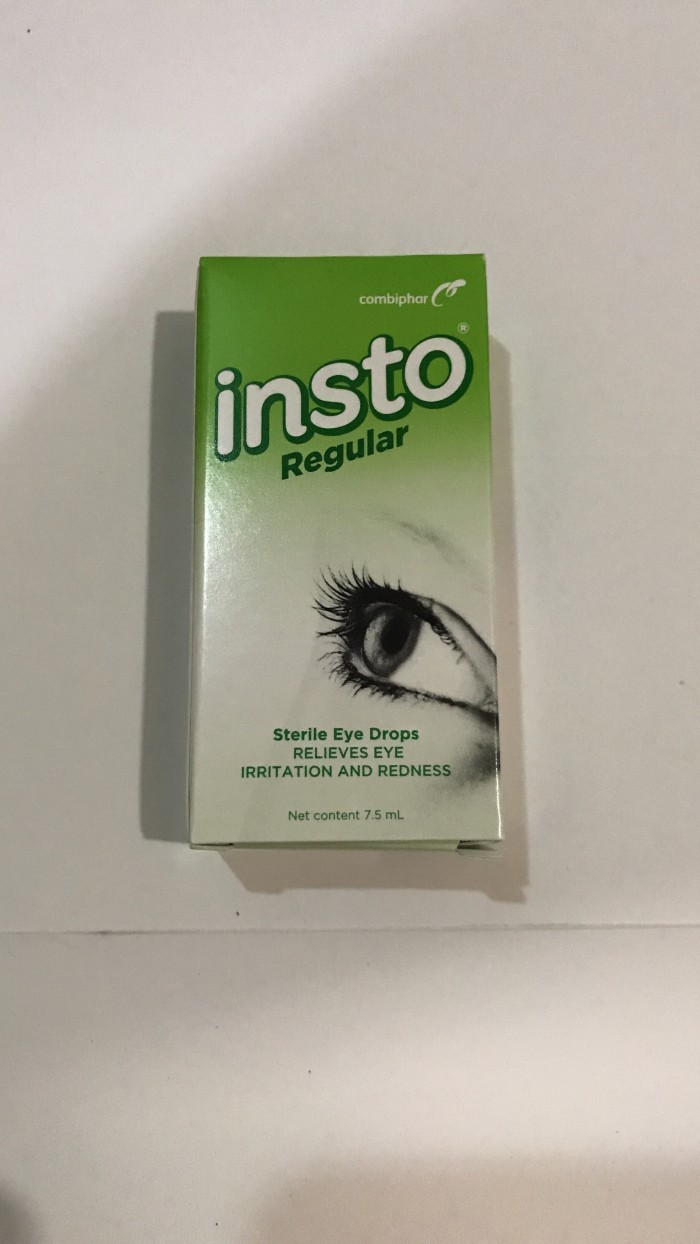 combiphar
insto®
Regular
Sterile Eye Drops
RELIEVES EYE
IRRITATION AND REDNESS
Net content 7.5 mL